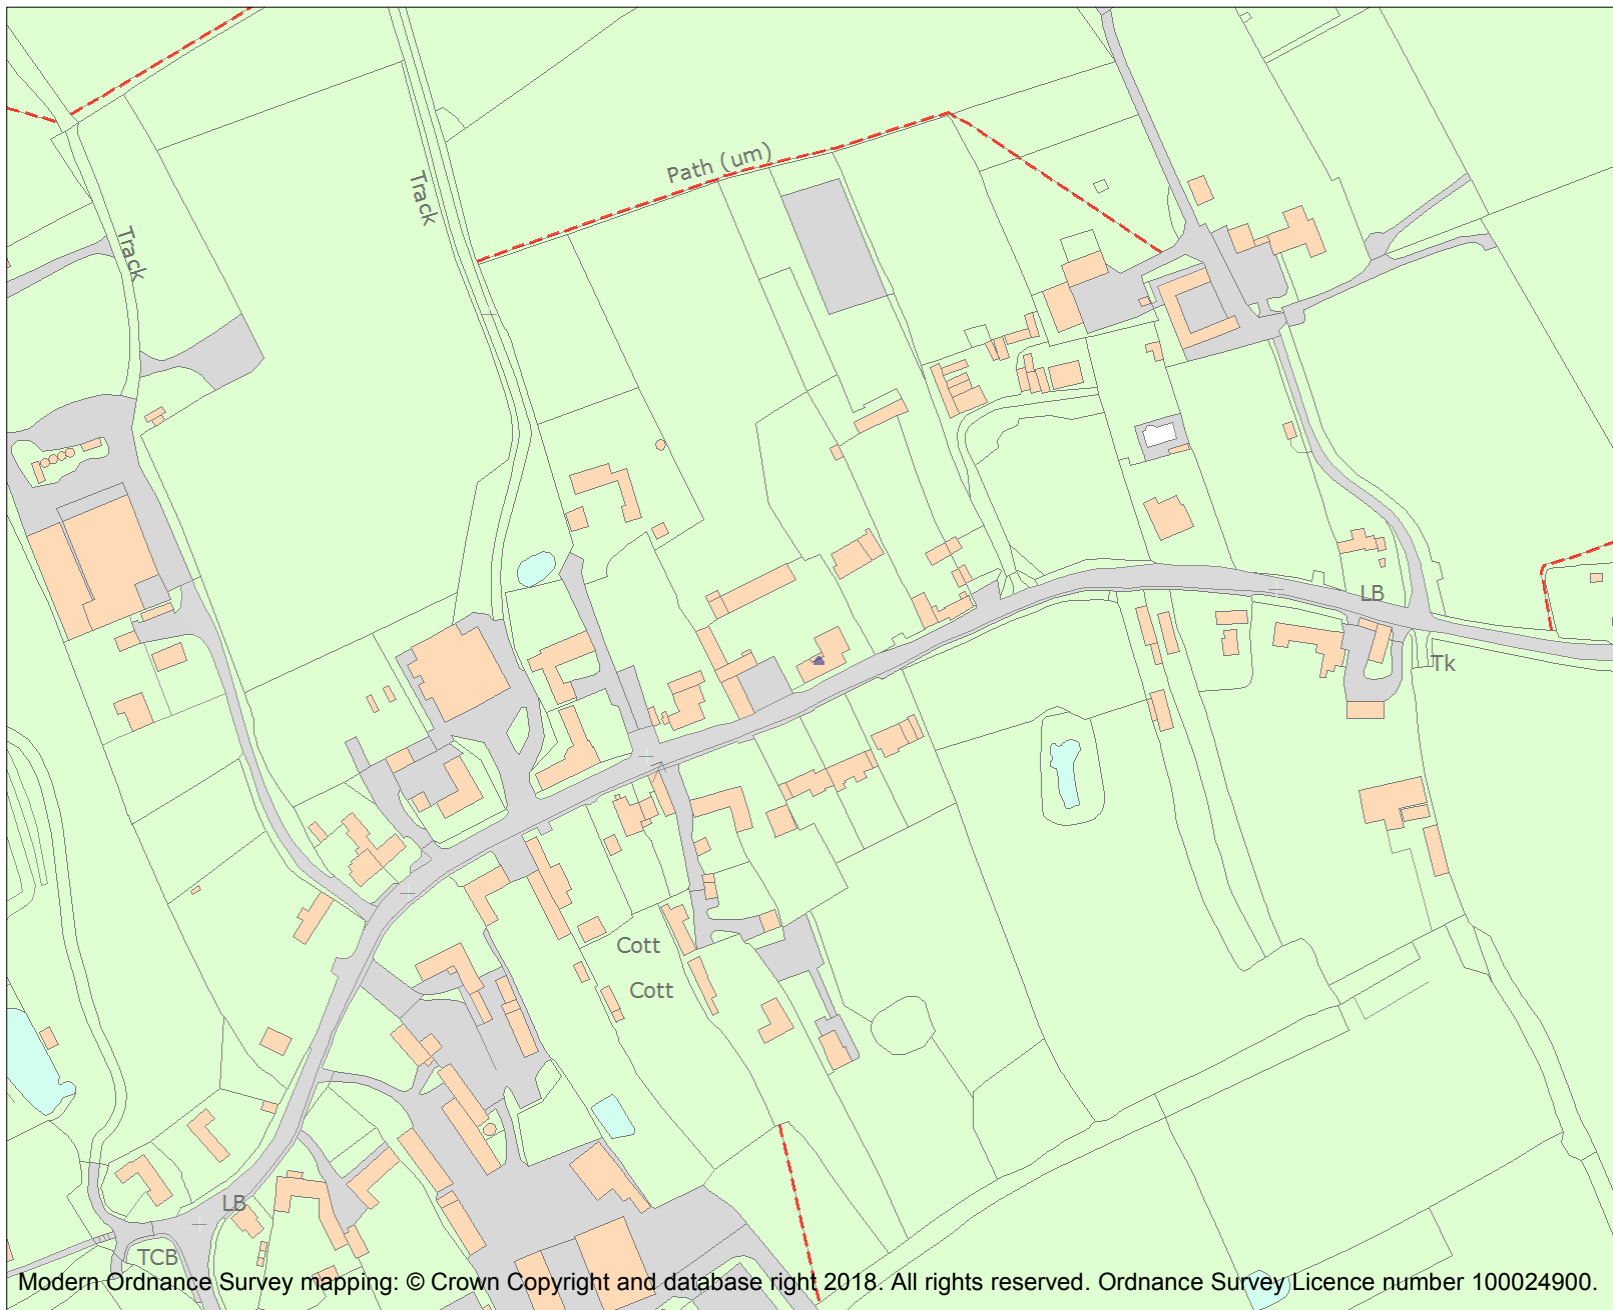 Path (um)
Track
Track
LB
Tk
Cott
Cott
LB
TCB
Modern Ordnance Survey mapping: © Crown Copyright and database right 2018. All rights reserved. Ordnance Survey Licence number 100024900.